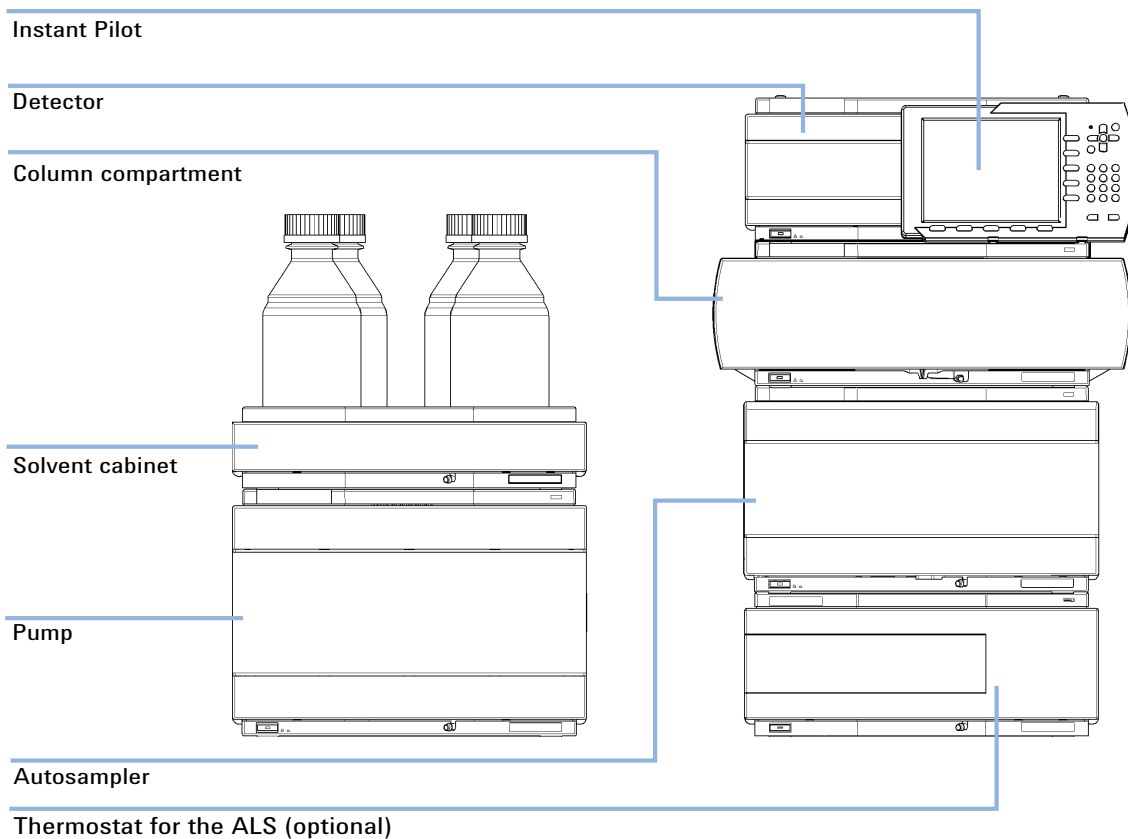 Instant Pilot
Detector
Column compartment
Solvent cabinet
Pump
Autosampler
Thermostat for the ALS (optional)